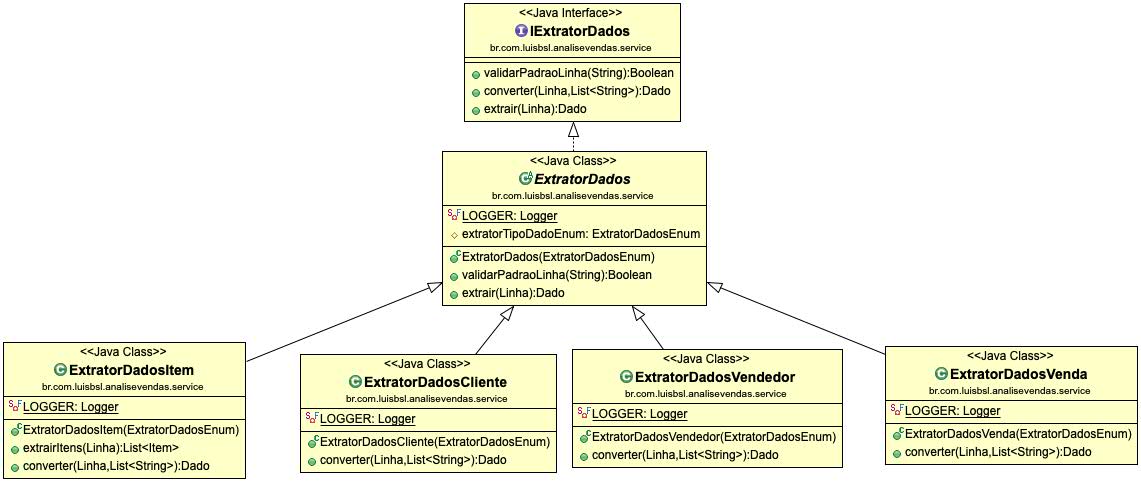 <<Java Interface>>
IExtratorDados
br.com.luisbsl.analisevendas.service
validarPadraoLinha(String):Boolean
converter(Linha,List<String>):Dado
extrair(Linha):Dado
<<Java Class>>
ExtratorDados
br.com.luisbsl.analisevendas.service
LOGGER: Logger
extratorTipoDadoEnum: ExtratorDadosEnum
ExtratorDados(ExtratorDadosEnum)
validarPadraoLinha(String):Boolean
extrair(Linha):Dado
<<Java Class>>
ExtratorDadosItem
br.com.luisbsl.analisevendas.service
LOGGER: Logger
ExtratorDadosItem(ExtratorDadosEnum)
extrairItens(Linha):List<Item>
converter(Linha,List<String>):Dado
<<Java Class>>
ExtratorDadosCliente
br.com.luisbsl.analisevendas.service
LOGGER: Logger
ExtratorDadosCliente(ExtratorDadosEnum)
converter(Linha,List<String>):Dado
<<Java Class>>
ExtratorDadosVendedor
br.com.luisbsl.analisevendas.service
LOGGER: Logger
ExtratorDadosVendedor(ExtratorDadosEnum)
converter(Linha,List<String>):Dado
<<Java Class>>
ExtratorDadosVenda
br.com.luisbsl.analisevendas.service
LOGGER: Logger
ExtratorDadosVenda(ExtratorDadosEnum)
converter(Linha,List<String>):Dado